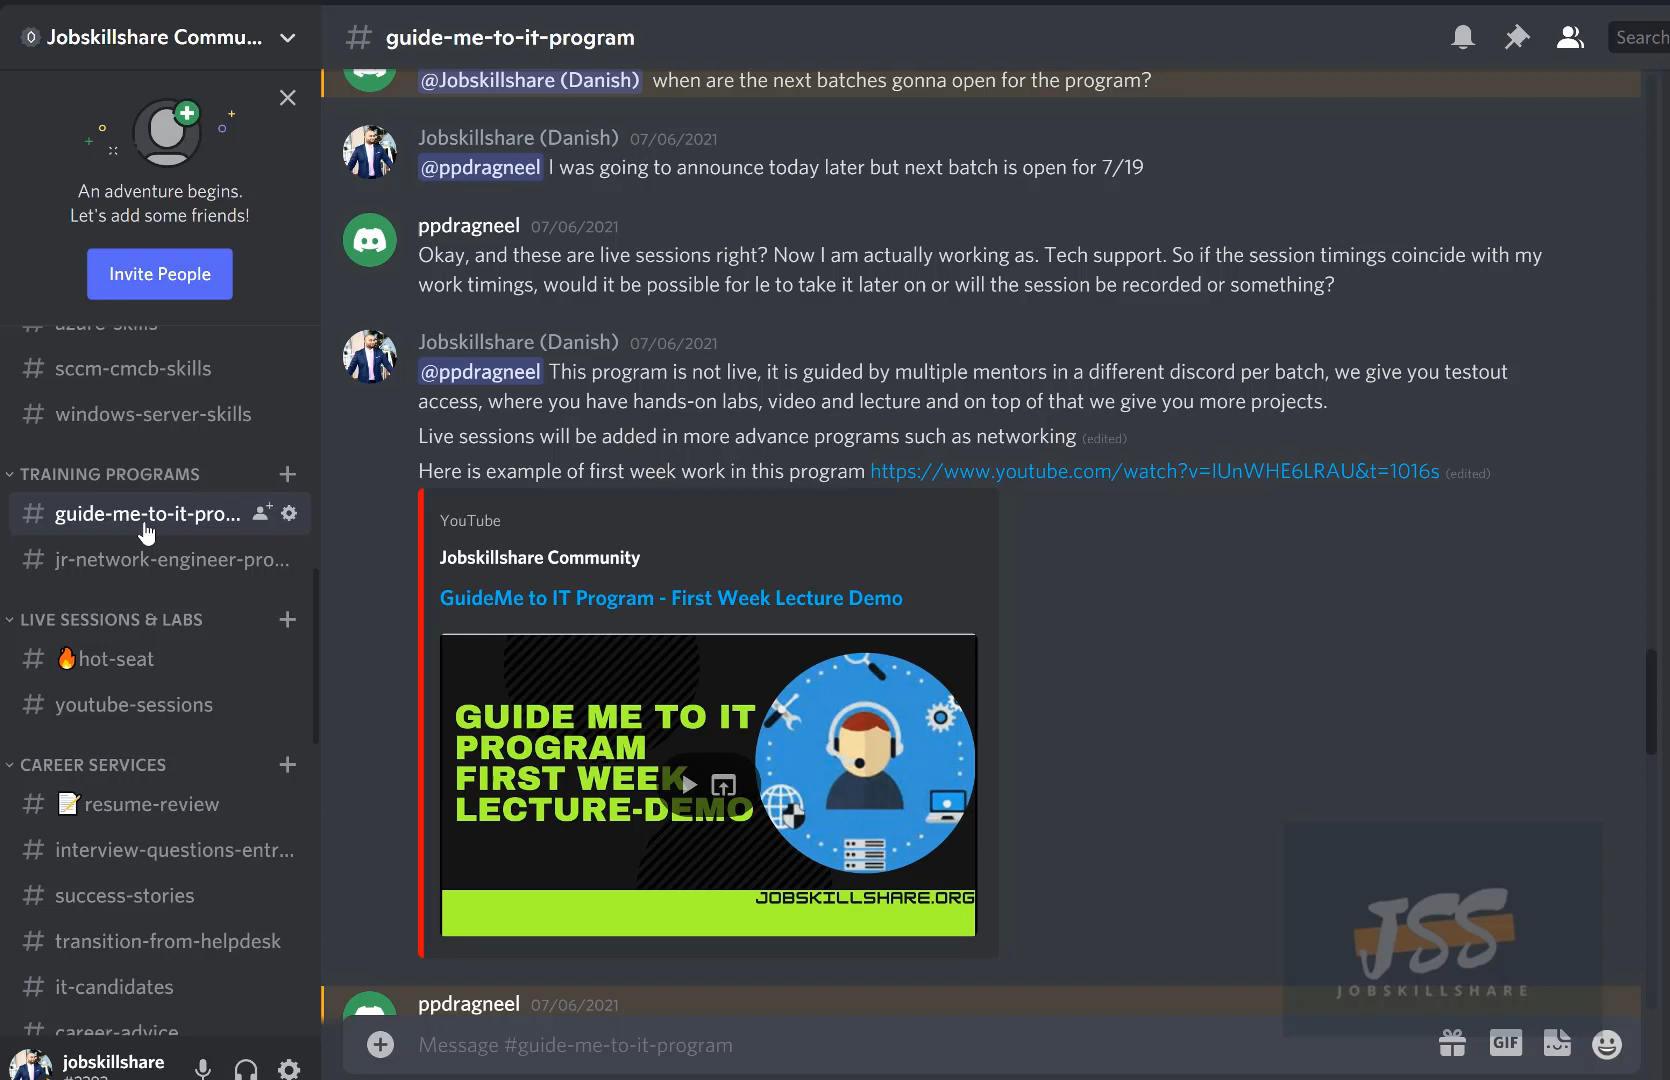 Jobskillshare Commu...
# guide-me-to-it-program
Search
An adventure begins.
Let's add some friends!
Invite People
# azure-skills
# sccm-cmcb-skills
# windows-server-skills
TRAINING PROGRAMS
# guide-me-to-it-pro...
# jr-network-engineer-pro...
LIVE SESSIONS & LABS
# 🔥hot-seat
# youtube-sessions
CAREER SERVICES
# 📝resume-review
# interview-questions-entr...
# success-stories
# transition-from-helpdesk
# it-candidates
# career-advice
jobskillshare
@Jobskillshare (Danish) when are the next batches gonna open for the program?
Jobskillshare (Danish) 07/06/2021
@ppdragneel I was going to announce today later but next batch is open for 7/19
ppdragneel 07/06/2021
Okay, and these are live sessions right? Now I am actually working as. Tech support. So if the session timings coincide with my
work timings, would it be possible for le to take it later on or will the session be recorded or something?
Jobskillshare (Danish) 07/06/2021
@ppdragneel This program is not live, it is guided by multiple mentors in a different discord per batch, we give you testout
access, where you have hands-on labs, video and lecture and on top of that we give you more projects.
Live sessions will be added in more advance programs such as networking (edited)
Here is example of first week work in this program https://www.youtube.com/watch?v=IUnWHE6LRAU&t=1016s (edited)
YouTube
Jobskillshare Community
GuideMe to IT Program - First Week Lecture Demo
GUIDE ME TO IT
PROGRAM
FIRST WEEK
LECTURE-DEMO
JOBSKILLSHARE.ORG
ppdragneel 07/06/2021
Message #guide-me-to-it-program
GIF
JSS
JOBSKILLSHARE